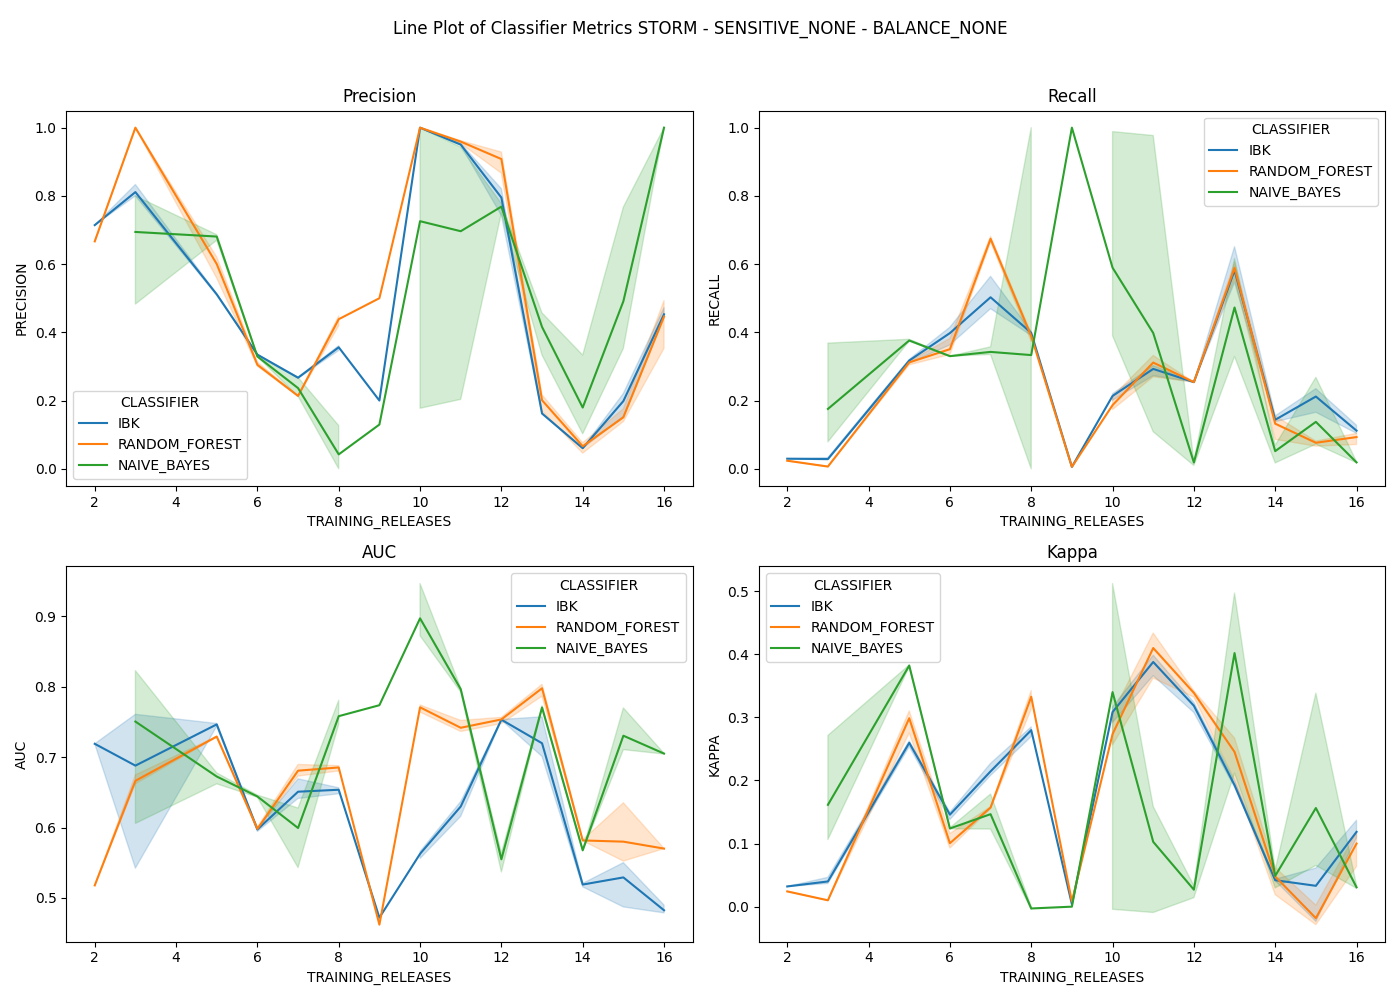 Line Plot of Classifier Metrics STORM - SENSITIVE_NONE - BALANCE_NONE
Precision
PRECISION
1.0
0.8
0.6
0.4
0.2
0.0
CLASSIFIER
IBK
RANDOM_FOREST
NAIVE_BAYES
2 4 6 8 10 12 14 16
TRAINING_RELEASES
Recall
RECALL
1.0
0.8
0.6
0.4
0.2
0.0
CLASSIFIER
IBK
RANDOM_FOREST
NAIVE_BAYES
2 4 6 8 10 12 14 16
TRAINING_RELEASES
AUC
AUC
0.9
0.8
0.7
0.6
0.5
CLASSIFIER
IBK
RANDOM_FOREST
NAIVE_BAYES
2 4 6 8 10 12 14 16
TRAINING_RELEASES
Kappa
KAPPA
0.5
0.4
0.3
0.2
0.1
0.0
CLASSIFIER
IBK
RANDOM_FOREST
NAIVE_BAYES
2 4 6 8 10 12 14 16
TRAINING_RELEASES